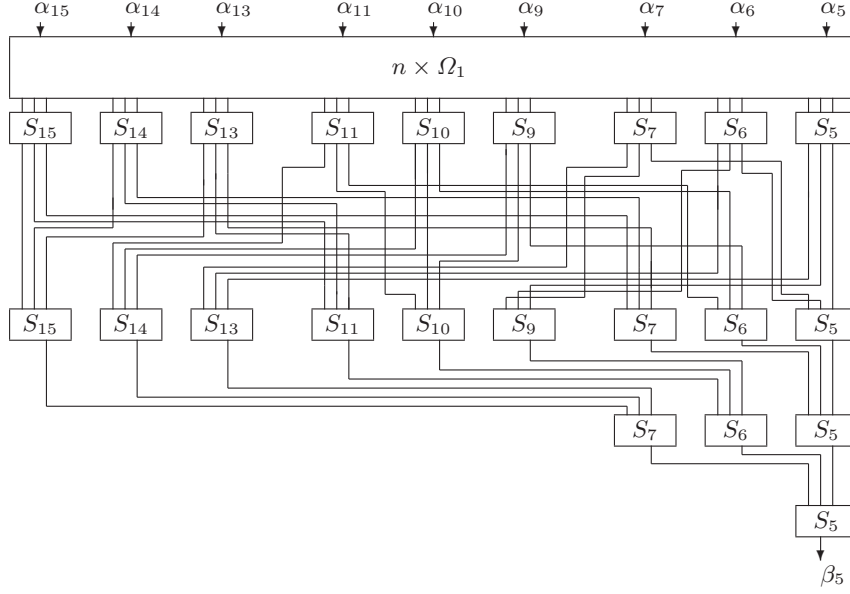 α₁₅ α₁₄ α₁₃ α₁₁ α₁₀ α₉ α₇ α₆ α₅
n × Ω₁
S₁₅ S₁₄ S₁₃ S₁₁ S₁₀ S₉ S₇ S₆ S₅
S₁₅ S₁₄ S₁₃ S₁₁ S₁₀ S₉ S₇ S₆ S₅
S₇ S₆ S₅
S₅
β₅